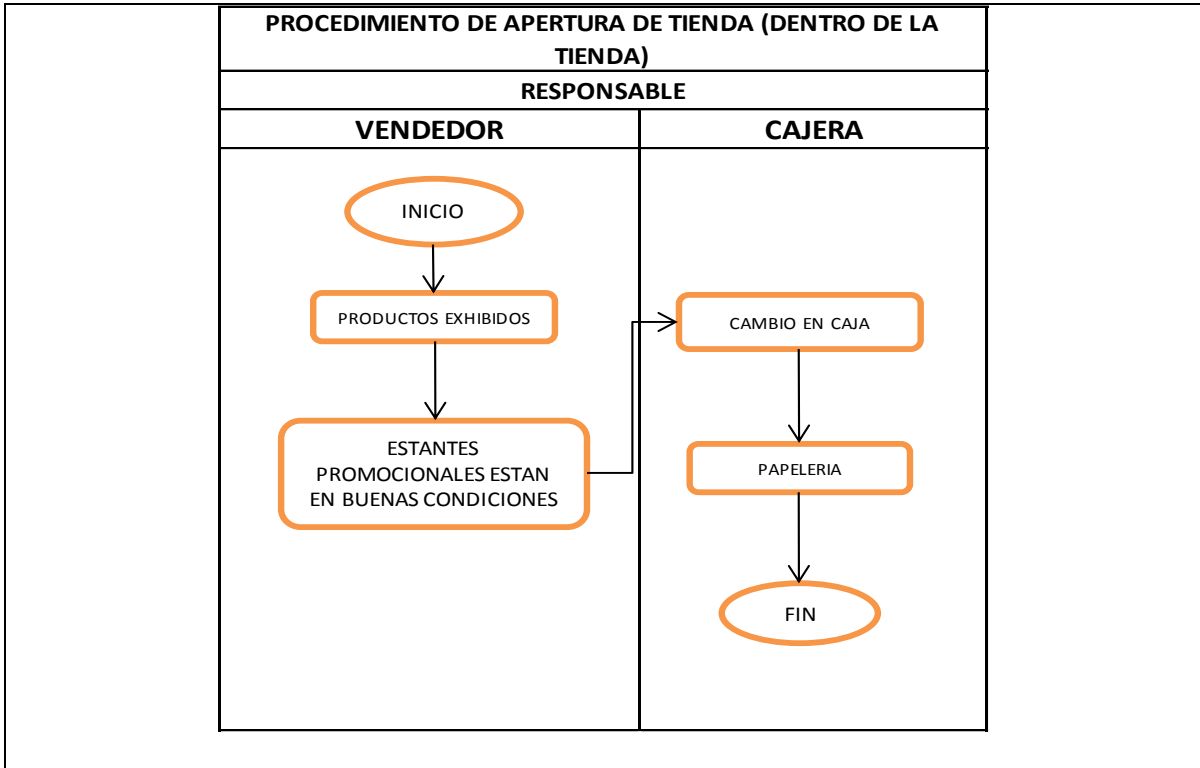 PROCEDIMIENTO DE APERTURA DE TIENDA (DENTRO DE LA
TIENDA)
RESPONSABLE
VENDEDOR
CAJERA
INICIO
PRODUCTOS EXHIBIDOS
ESTANTES
PROMOCIONALES ESTAN
EN BUENAS CONDICIONES
CAMBIO EN CAJA
PAPELERIA
FIN